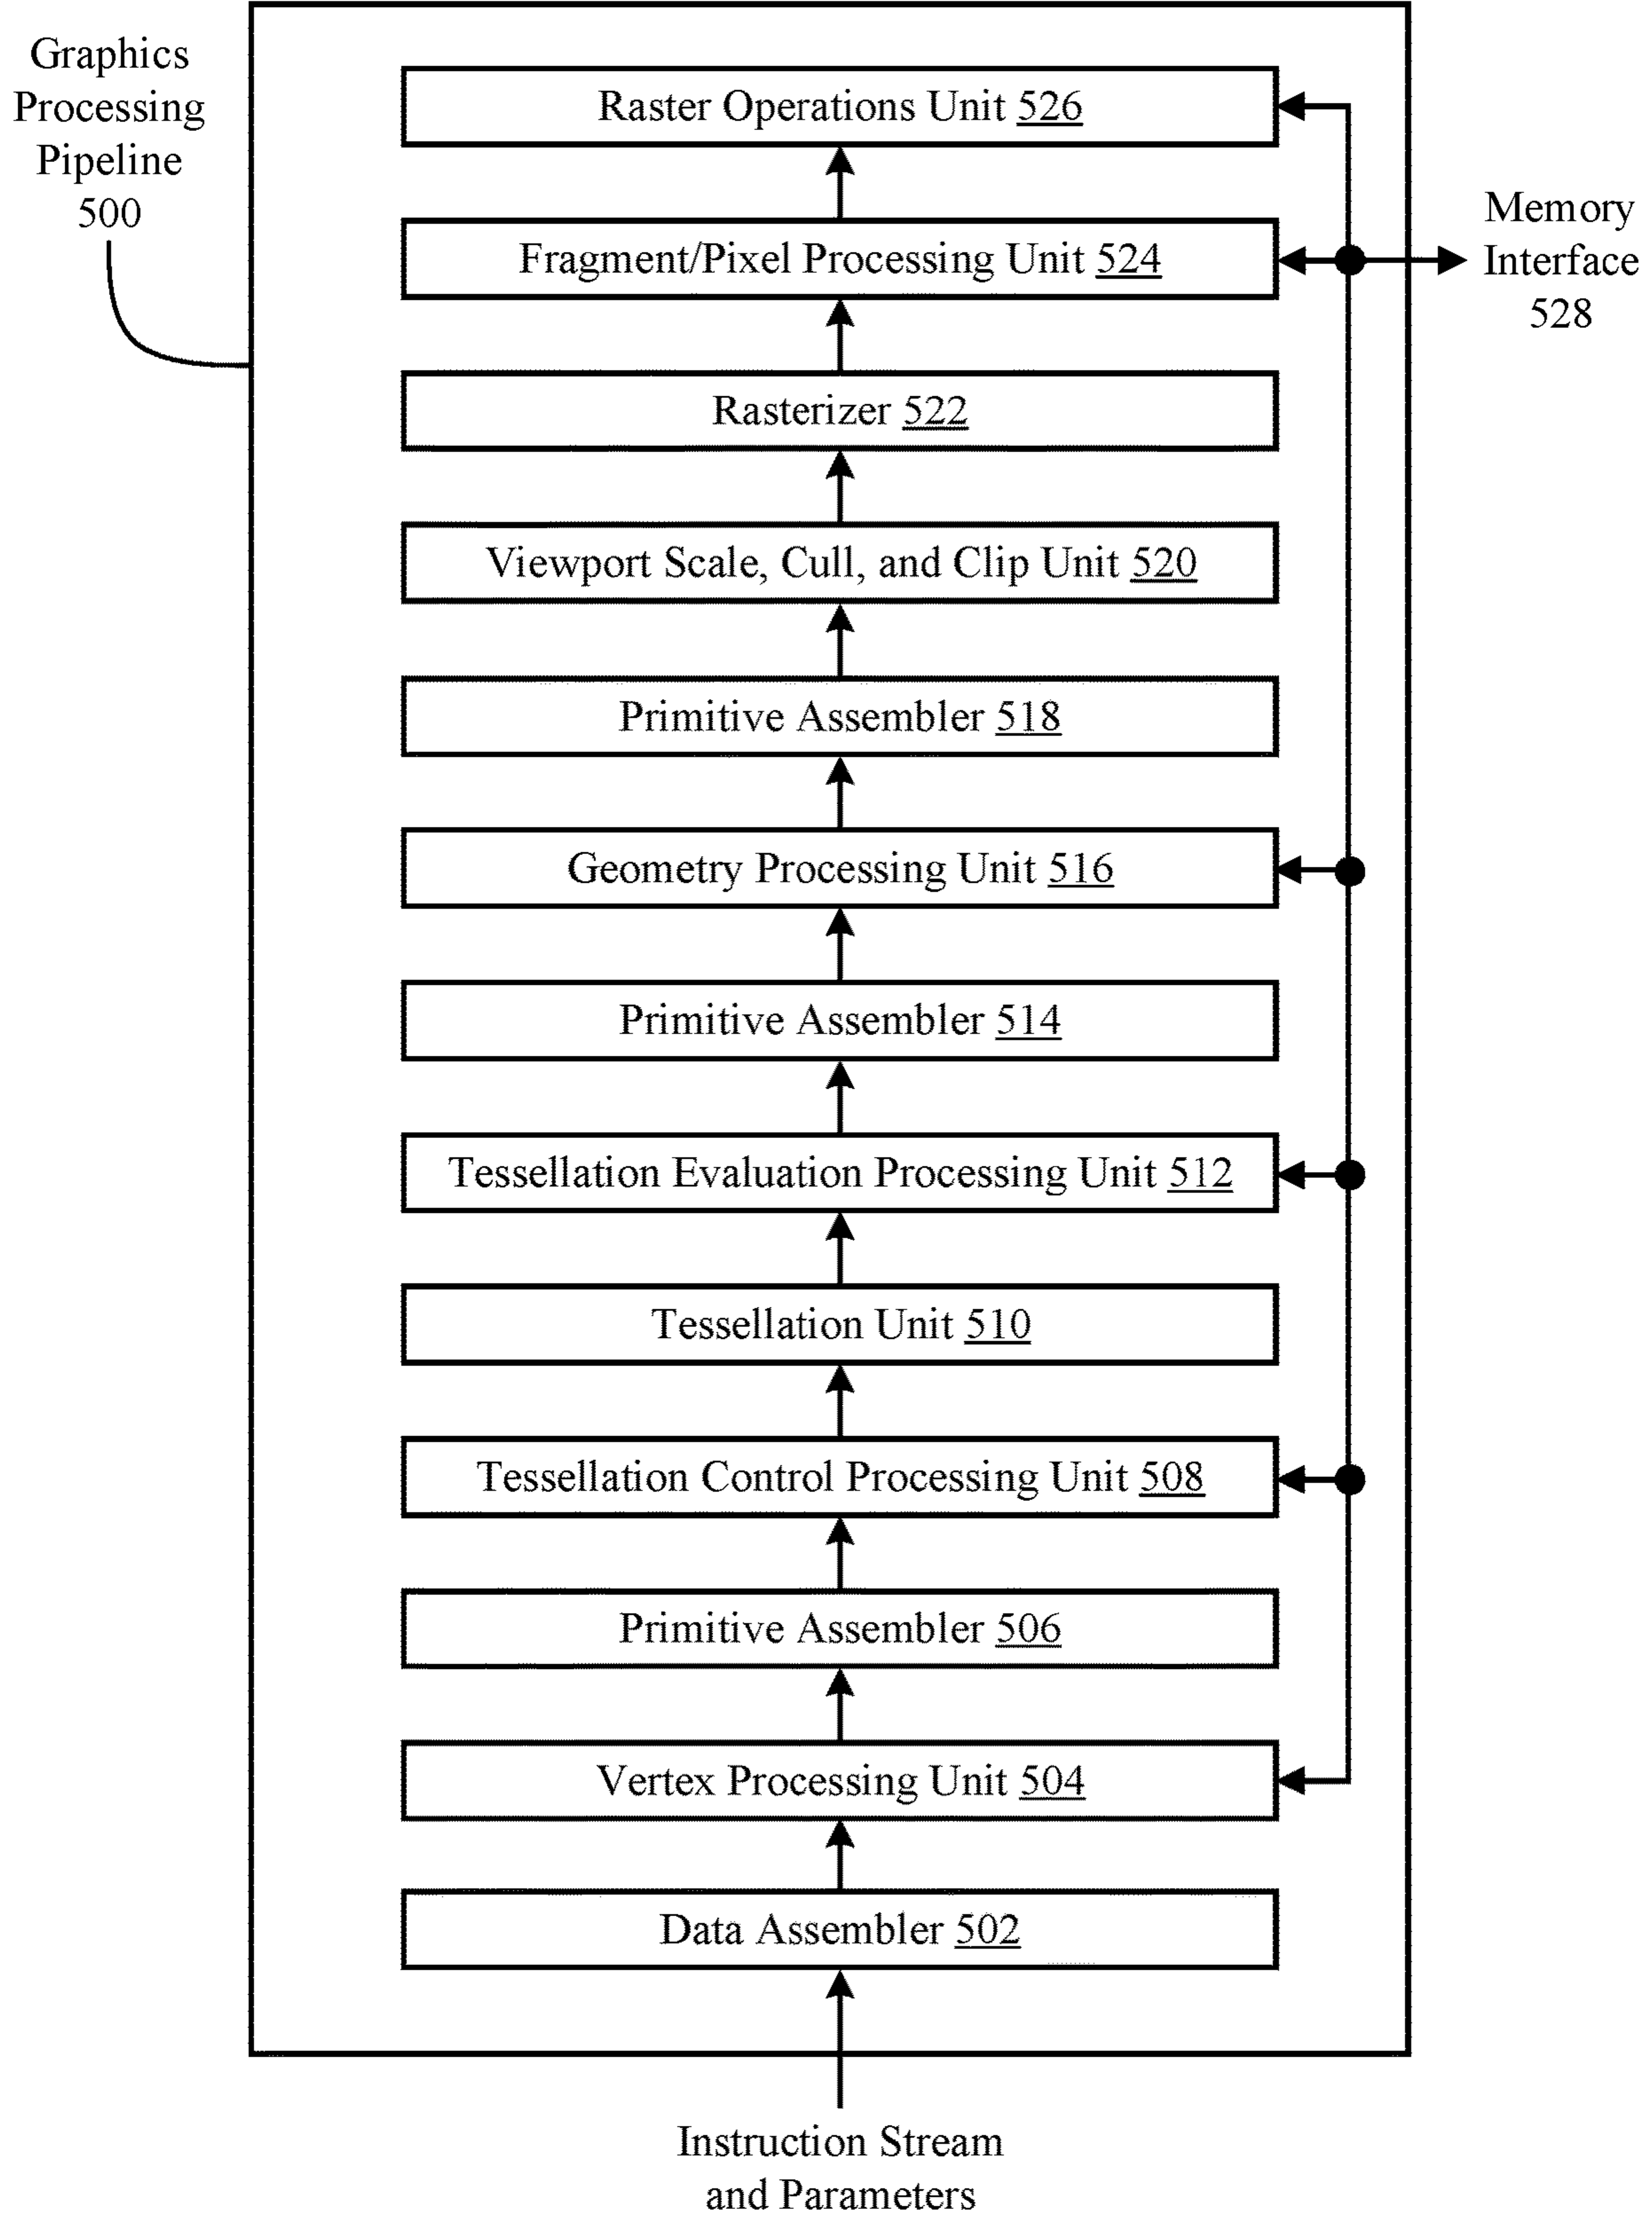 Graphics
Processing
Pipeline
500
Raster Operations Unit 526
Fragment/Pixel Processing Unit 524
Memory
Interface
528
Rasterizer 522
Viewport Scale, Cull, and Clip Unit 520
Primitive Assembler 518
Geometry Processing Unit 516
Primitive Assembler 514
Tessellation Evaluation Processing Unit 512
Tessellation Unit 510
Tessellation Control Processing Unit 508
Primitive Assembler 506
Vertex Processing Unit 504
Data Assembler 502
Instruction Stream
and Parameters